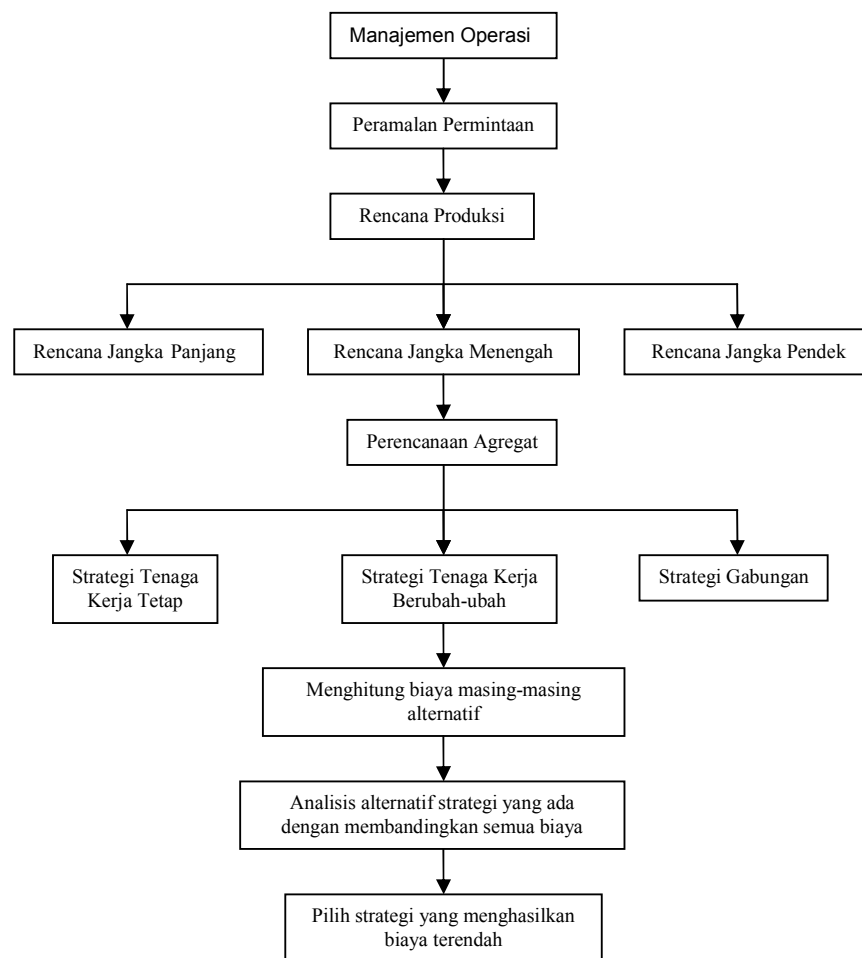 Manajemen Operasi
Peramalan Permintaan
Rencana Produksi
Rencana Jangka Panjang
Rencana Jangka Menengah
Rencana Jangka Pendek
Perencanaan Agregat
Strategi Tenaga
Kerja Tetap
Strategi Tenaga Kerja
Berubah-ubah
Strategi Gabungan
Menghitung biaya masing-masing
alternatif
Analisis alternatif strategi yang ada
dengan membandingkan semua biaya
Pilih strategi yang menghasilkan
biaya terendah